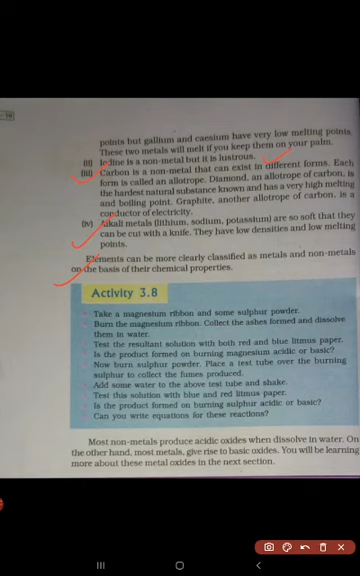 points but gallium and caesium have very low melting points.
These two metals will melt if you keep them on your palm.
(ii) Iodine is a non-metal but it is lustrous.
(iii) Carbon is a non-metal that can exist in different forms. Each
form is called an allotrope. Diamond, an allotrope of carbon, is
the hardest natural substance known and has a very high melting
and boiling point. Graphite, another allotrope of carbon, is a
conductor of electricity.
(iv) Alkali metals (lithium, sodium, potassium) are so soft that they
can be cut with a knife. They have low densities and low melting
points.
Elements can be more clearly classified as metals and non-metals
on the basis of their chemical properties.
Activity 3.8
Take a magnesium ribbon and some sulphur powder.
Burn the magnesium ribbon. Collect the ashes formed and dissolve
them in water.
Test the resultant solution with both red and blue litmus paper.
Is the product formed on burning magnesium acidic or basic?
Now burn sulphur powder. Place a test tube over the burning
sulphur to collect the fumes produced.
Add some water to the above test tube and shake.
Test this solution with blue and red litmus paper.
Is the product formed on burning sulphur acidic or basic?
Can you write equations for these reactions?
Most non-metals produce acidic oxides when dissolve in water. On
the other hand, most metals, give rise to basic oxides. You will be learning
more about these metal oxides in the next section.